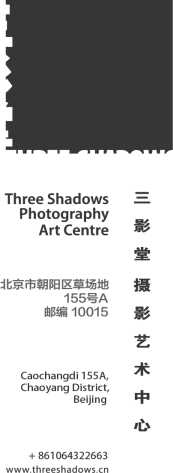 Three Shadows
Photography
Art Centre
三影堂摄影艺术中心
北京市朝阳区草场地
155号A
邮编 10015
Caochangdi 155A,
Chaoyang District,
Beijing
+ 861064322663
www.threeshadows.cn